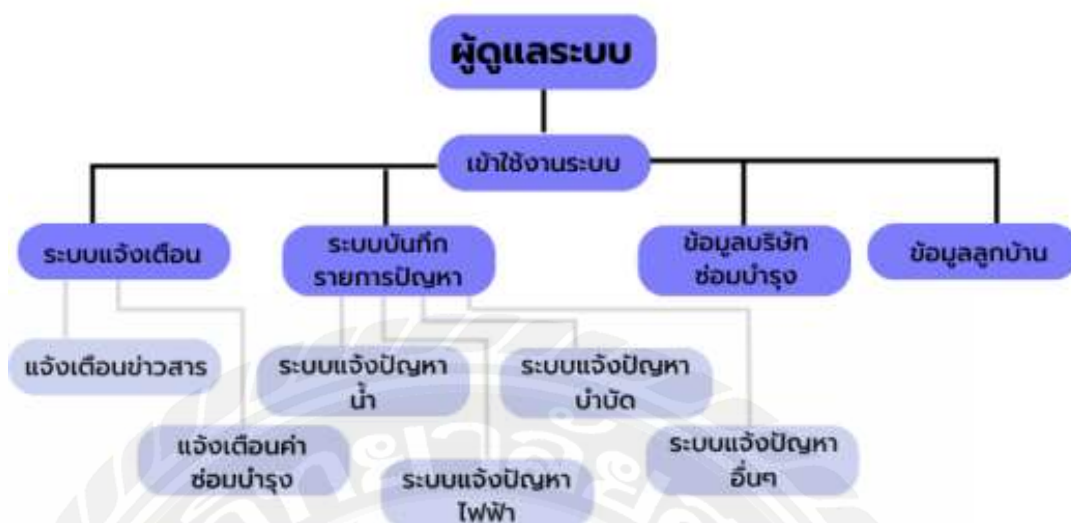 ผู้ดูแลระบบ
เข้าใช้งานระบบ
ระบบแจ้งเตือน
ระบบบันทึก
รายการปัญหา
ข้อมูลบริษัท
ซ่อมบำรุง
ข้อมูลลูกบ้าน
แจ้งเตือนข่าวสาร
ระบบแจ้งปัญหา
น้ำ
ระบบแจ้งปัญหา
บำบัด
แจ้งเตือนค่า
ซ่อมบำรุง
ระบบแจ้งปัญหา
ไฟฟ้า
ระบบแจ้งปัญหา
อื่นๆ